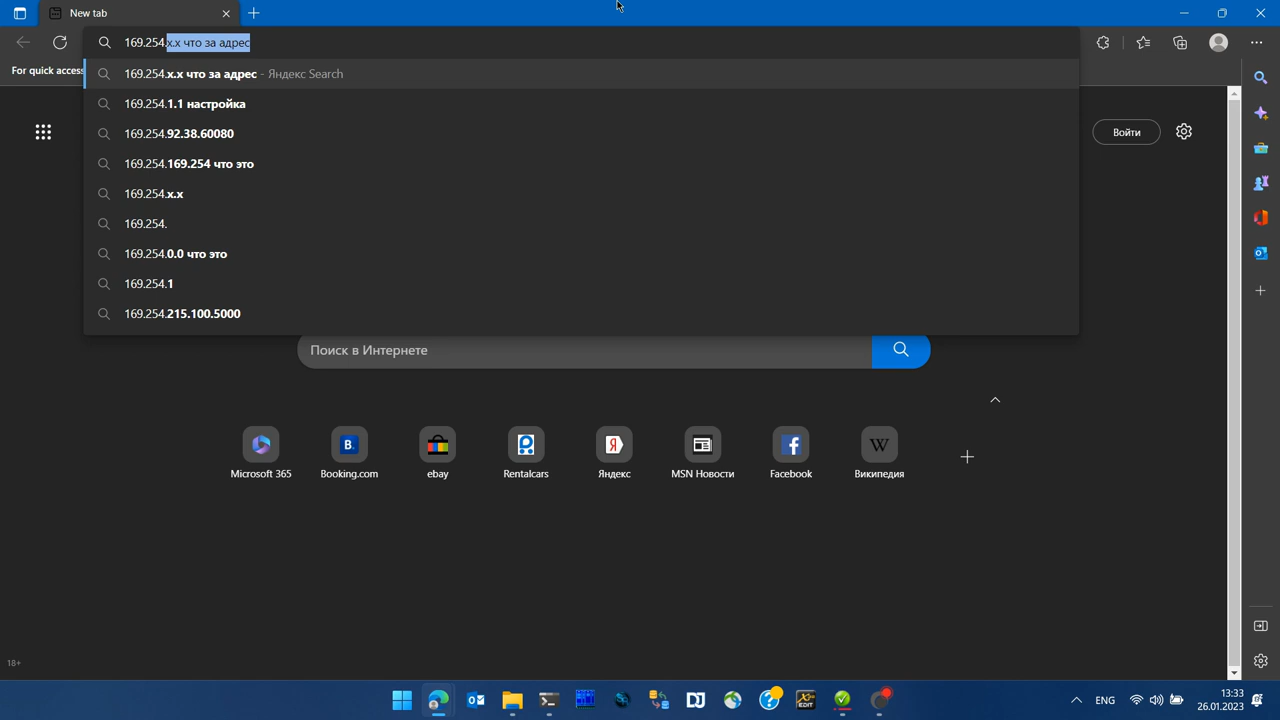 New tab
169.254.x.x что за адрес
For quick access
169.254.x.x что за адрес - Яндекс Search
169.254.1.1 настройка
169.254.92.38.60080
169.254.169.254 что это
169.254.x.x
169.254.
169.254.0.0 что это
169.254.1
169.254.215.100.5000
Войти
Поиск в Интернете
Microsoft 365
Booking.com
ebay
Rentalcars
Яндекс
MSN Новости
Facebook
Википедия
18+
ENG
13:33
26.01.2023